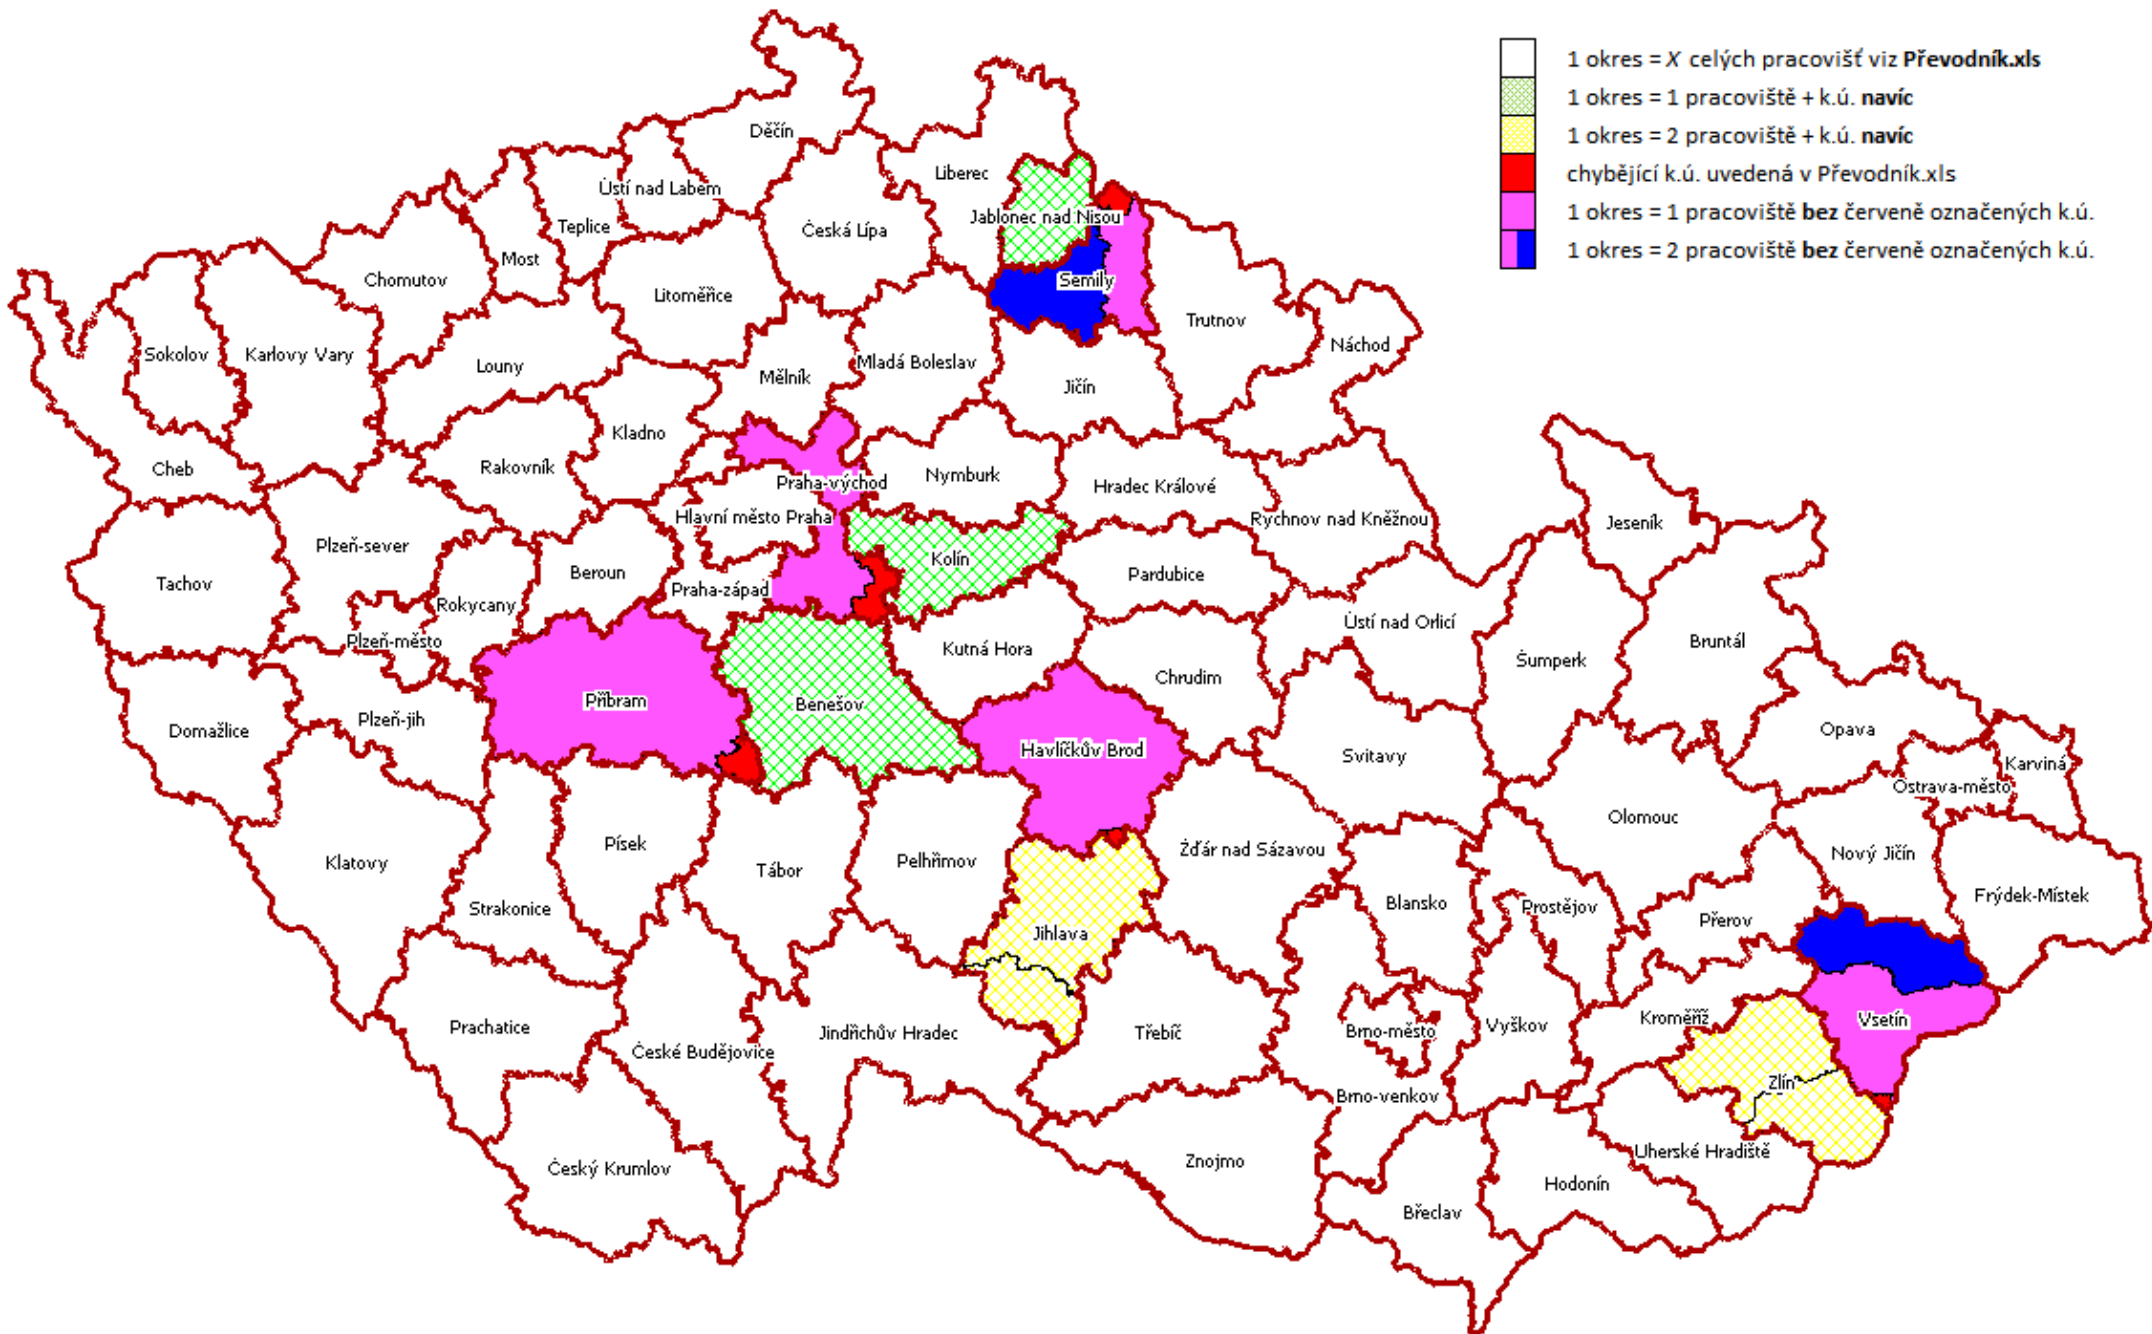 1 okres = X celých pracovišť viz Převodník.xls
1 okres = 1 pracoviště + k.ú. navíc
1 okres = 2 pracoviště + k.ú. navíc
chybějící k.ú. uvedená v Převodník.xls
1 okres = 1 pracoviště bez červeně označených k.ú.
1 okres = 2 pracoviště bez červeně označených k.ú.
Děčín
Liberec
Ústí nad Labem
Jablonec nad Nisou
Teplice
Česká Lípa
Most
Chomutov
Semily
Litoměřice
Trutnov
Náchod
Sokolov
Karlovy Vary
Louny
Mladá Boleslav
Mělník
Jičín
Kladno
Cheb
Rakovník
Nymburk
Praha-východ
Hradec Králové
Hlavní město Praha
Rychnov nad Kněžnou
Jeseník
Plzeň-sever
Kolín
Beroun
Pardubice
Tachov
Praha-západ
Rokycany
Ústí nad Orlicí
Plzeň-město
Bruntál
Kutná Hora
Šumperk
Chrudim
Příbram
Benešov
Plzeň-jih
Domažlice
Opava
Havlíčkův Brod
Svitavy
Karviná
Ostrava-město
Olomouc
Písek
Žďár nad Sázavou
Nový Jičín
Klatovy
Pelhřimov
Tábor
Frýdek-Místek
Blansko
Strakonice
Prostějov
Přerov
Jihlava
Kroměříž
Vsetín
Prachatice
Jindřichův Hradec
Třebíč
Brno-město
Vyškov
České Budějovice
Zlín
Brno-venkov
Uherské Hradiště
Znojmo
Český Krumlov
Hodonín
Břeclav